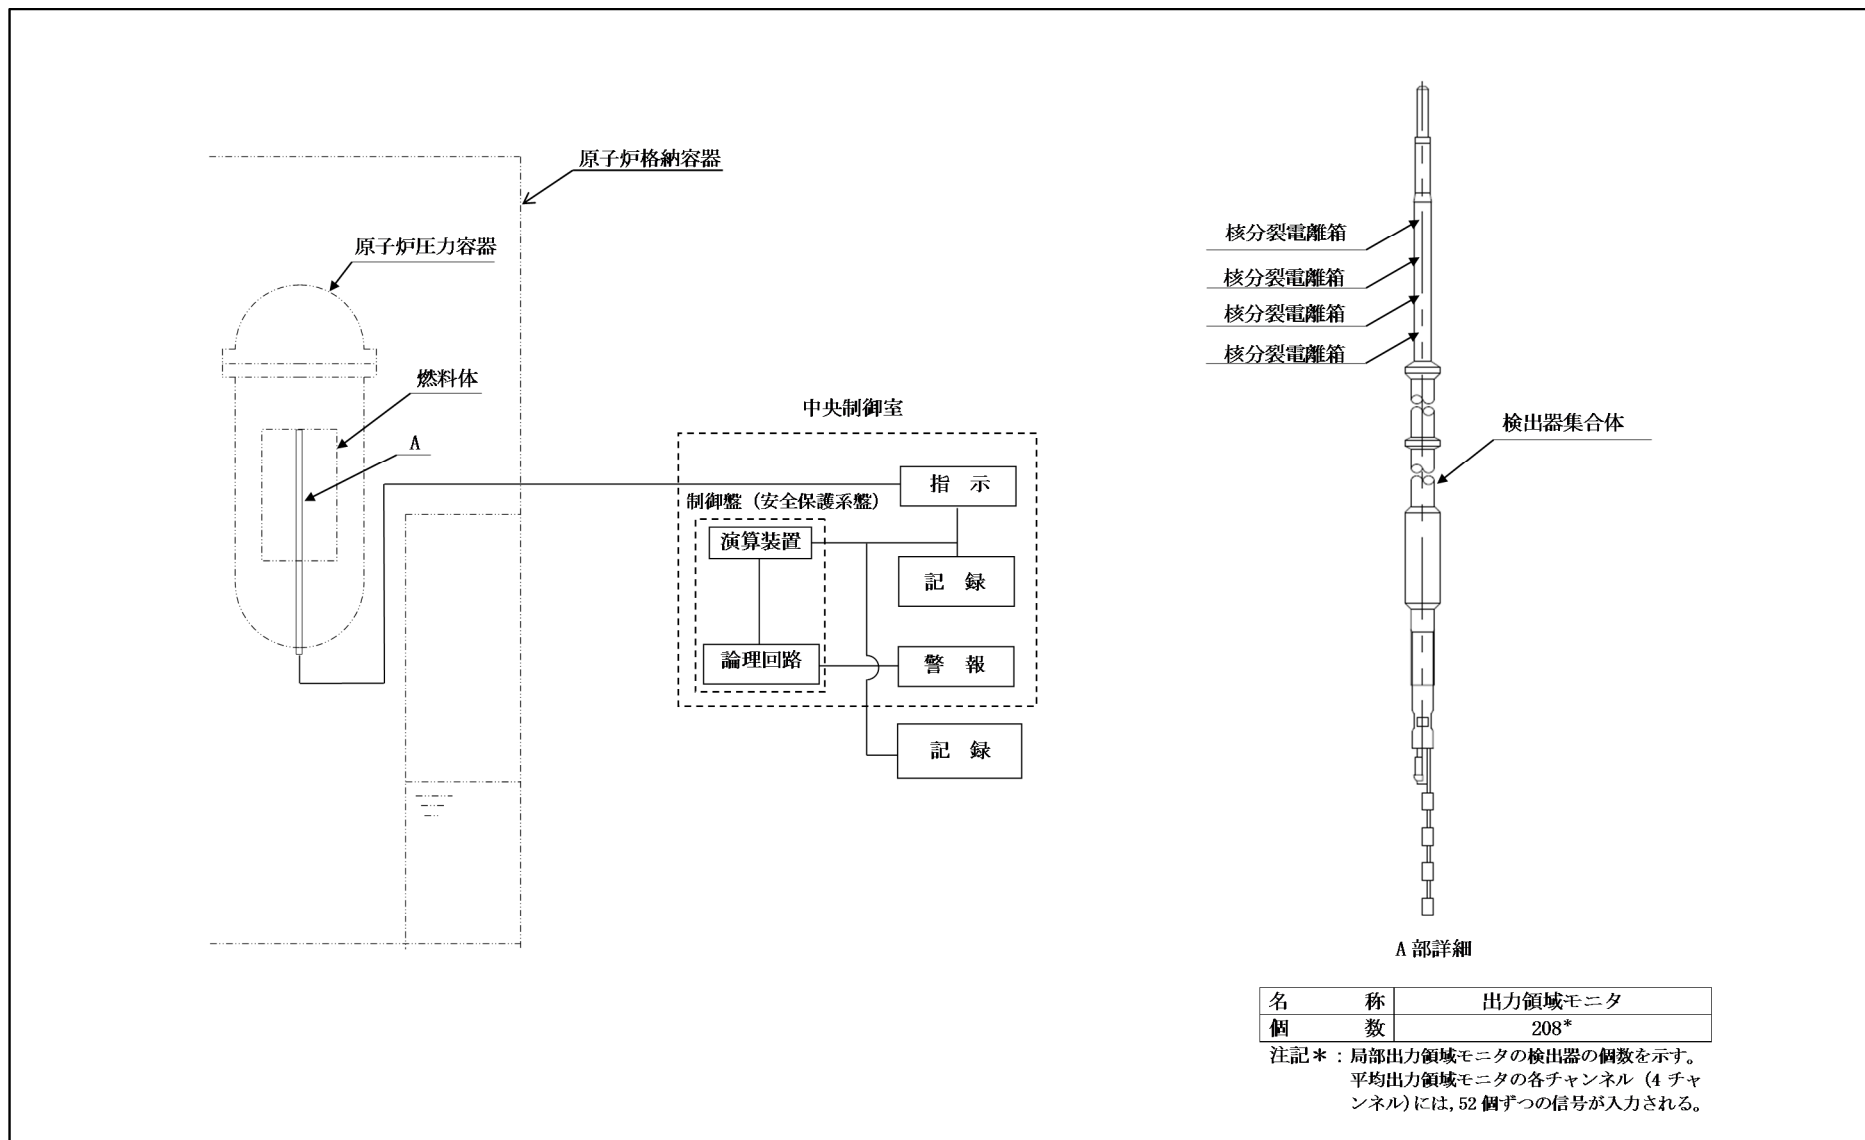 原子炉格納容器
原子炉圧力容器
燃料体
A
中央制御室
指 示
制御盤（安全保護系盤）
演算装置
記 録
論理回路
警 報
記 録
核分裂電離箱
核分裂電離箱
核分裂電離箱
核分裂電離箱
検出器集合体
A 部詳細
名 称 出力領域モニタ
個 数 208*
注記＊：局部出力領域モニタの検出器の個数を示す。
平均出力領域モニタの各チャンネル（4 チャ
ンネル）には, 52 個ずつの信号が入力される。